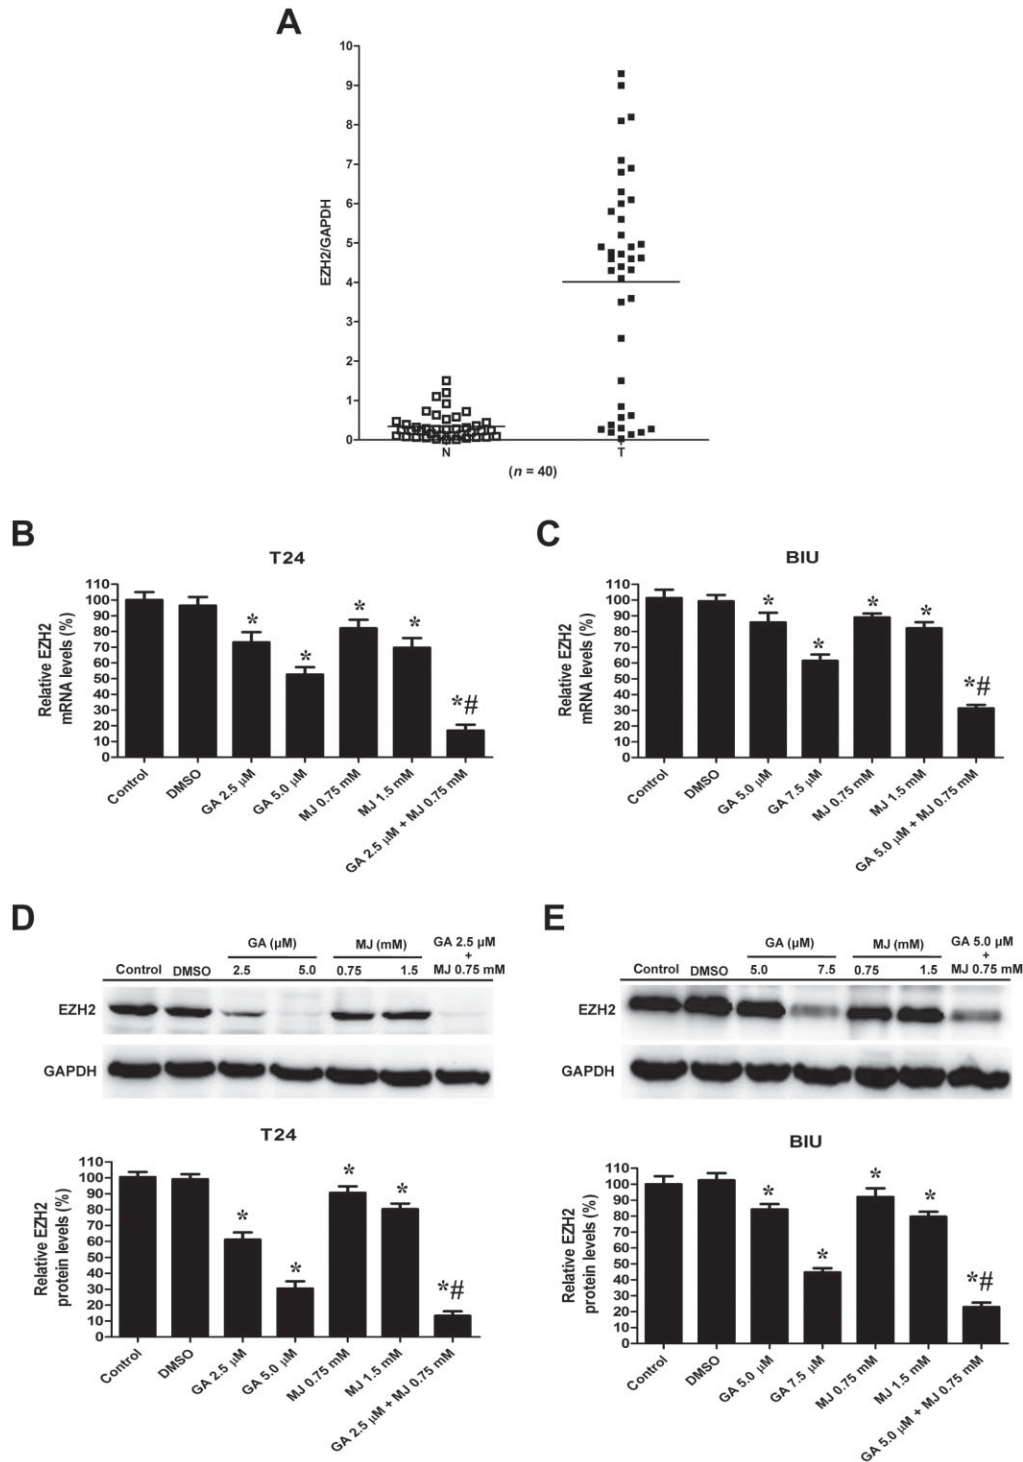 A
10
9
8
7
6
5
4
3
2
1
0
EZH2/GAPDH
N
T
(n = 40)
B
T24
110
100
90
80
70
60
50
40
30
20
10
0
Relative EZH2
mRNA levels (%)
Control
DMSO
GA 2.5 µM
GA 5.0 µM
MJ 0.75 mM
MJ 1.5 mM
GA 2.5 µM + MJ 0.75 mM
*
*
*
*
*#
C
BIU
110
100
90
80
70
60
50
40
30
20
10
0
Relative EZH2
mRNA levels (%)
Control
DMSO
GA 5.0 µM
GA 7.5 µM
MJ 0.75 mM
MJ 1.5 mM
GA 5.0 µM + MJ 0.75 mM
*
*
*
*
*#
D
GA (µM)
MJ (mM)
GA 2.5 µM
+
MJ 0.75 mM
Control
DMSO
2.5
5.0
0.75
1.5
EZH2
GAPDH
T24
110
100
90
80
70
60
50
40
30
20
10
0
Relative EZH2
protein levels (%)
Control
DMSO
GA 2.5 µM
GA 5.0 µM
MJ 0.75 mM
MJ 1.5 mM
GA 2.5 µM + MJ 0.75 mM
*
*
*
*
*#
E
GA (µM)
MJ (mM)
GA 5.0 µM
+
MJ 0.75 mM
Control
DMSO
5.0
7.5
0.75
1.5
EZH2
GAPDH
BIU
110
100
90
80
70
60
50
40
30
20
10
0
Relative EZH2
protein levels (%)
Control
DMSO
GA 5.0 µM
GA 7.5 µM
MJ 0.75 mM
MJ 1.5 mM
GA 5.0 µM + MJ 0.75 mM
*
*
*
*
*#